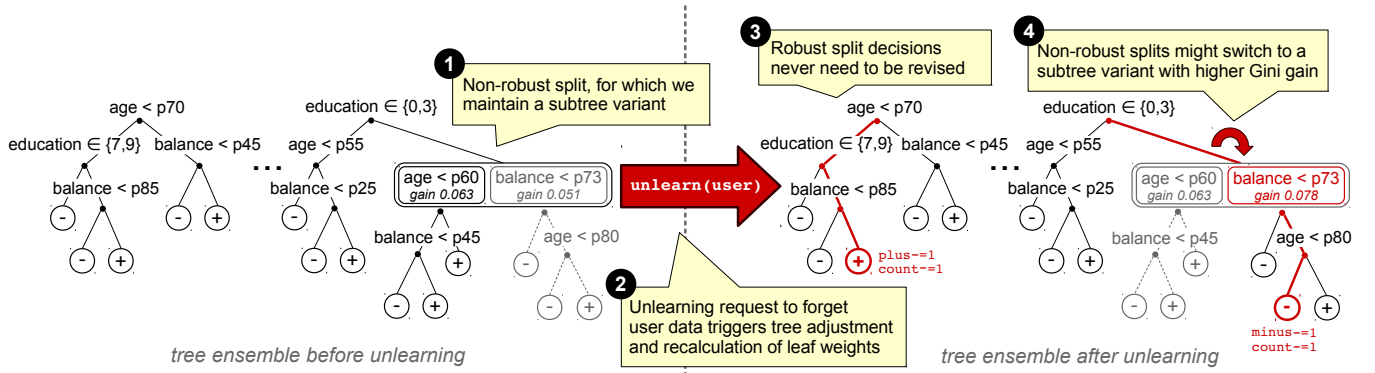 1
Non-robust split, for which we
maintain a subtree variant
age < p70
education ∈ {7,9}
balance < p45
balance < p85
-
-
+
-
+
...
education ∈ {0,3}
age < p55
balance < p25
-
-
+
age < p60
gain 0.063
balance < p73
gain 0.051
balance < p45
+
-
+
-
age < p80
-
+
tree ensemble before unlearning
unlearn(user)
2
Unlearning request to forget
user data triggers tree adjustment
and recalculation of leaf weights
3
Robust split decisions
never need to be revised
age < p70
education ∈ {7,9}
balance < p45
balance < p85
-
+
-
+
plus-=1
count-=1
...
4
Non-robust splits might switch to a
subtree variant with higher Gini gain
education ∈ {0,3}
age < p55
balance < p25
-
-
+
age < p60
gain 0.063
balance < p73
gain 0.078
balance < p45
+
-
+
-
age < p80
-
+
minus-=1
count-=1
tree ensemble after unlearning